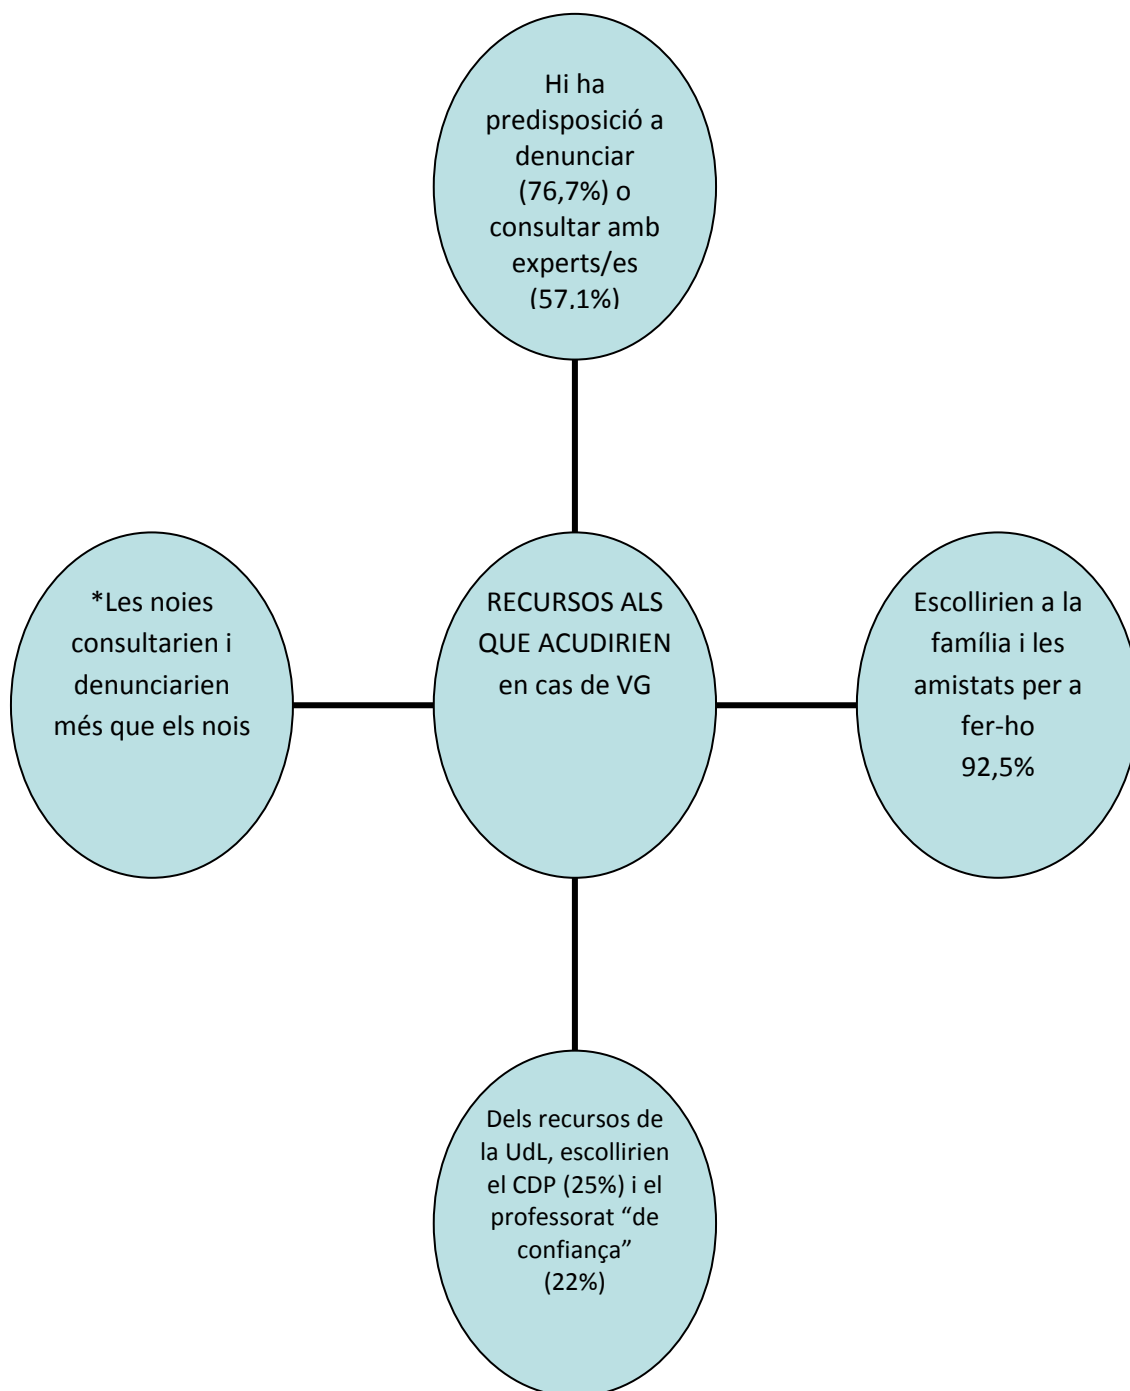 Hi ha
predisposició a
denunciar
(76,7%) o
consultar amb
experts/es
(57,1%)
*Les noies
consultarien i
denunciarien
més que els nois
RECURSOS ALS
QUE ACUDIRIEN
en cas de VG
Escollirien a la
família i les
amistats per a
fer-ho
92,5%
Dels recursos de
la UdL, escollirien
el CDP (25%) i el
professorat “de
confiança”
(22%)